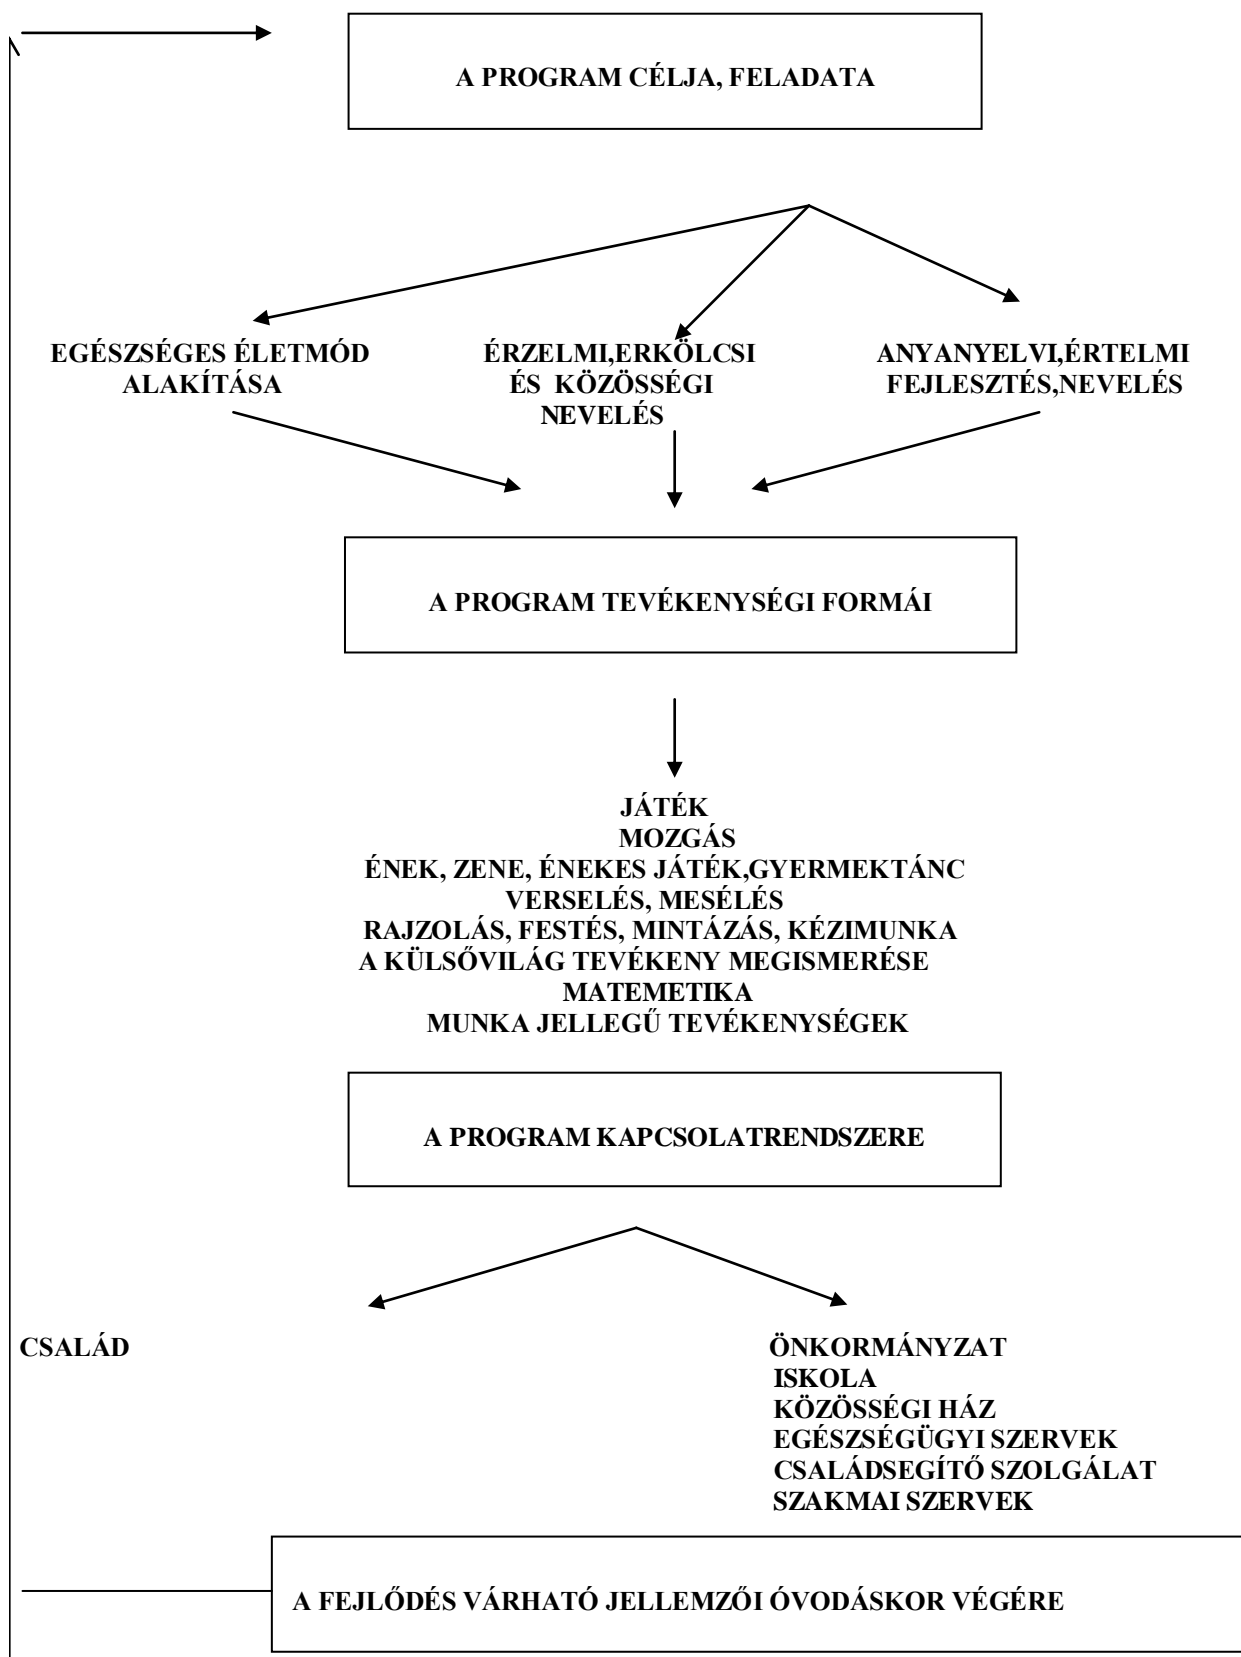 A PROGRAM CÉLJA, FELADATA
EGÉSZSÉGES ÉLETMÓD
ALAKÍTÁSA
ÉRZELMI,ERKÖLCSI
ÉS KÖZÖSSÉGI
NEVELÉS
ANYANYELVI,ÉRTELMI
FEJLESZTÉS,NEVELÉS
A PROGRAM TEVÉKENYSÉGI FORMÁI
JÁTÉK
MOZGÁS
ÉNEK, ZENE, ÉNEKES JÁTÉK,GYERMEKTÁNC
VERSELÉS, MESÉLÉS
RAJZOLÁS, FESTÉS, MINTÁZÁS, KÉZIMUNKA
A KÜLSŐVILÁG TEVÉKENY MEGISMERÉSE
MATEMETIKA
MUNKA JELLEGŰ TEVÉKENYSÉGEK
A PROGRAM KAPCSOLATRENDSZERE
CSALÁD
ÖNKORMÁNYZAT
ISKOLA
KÖZÖSSÉGI HÁZ
EGÉSZSÉGÜGYI SZERVEK
CSALÁDSEGÍTŐ SZOLGÁLAT
SZAKMAI SZERVEK
A FEJLŐDÉS VÁRHATÓ JELLEMZŐI ÓVODÁSKOR VÉGÉRE